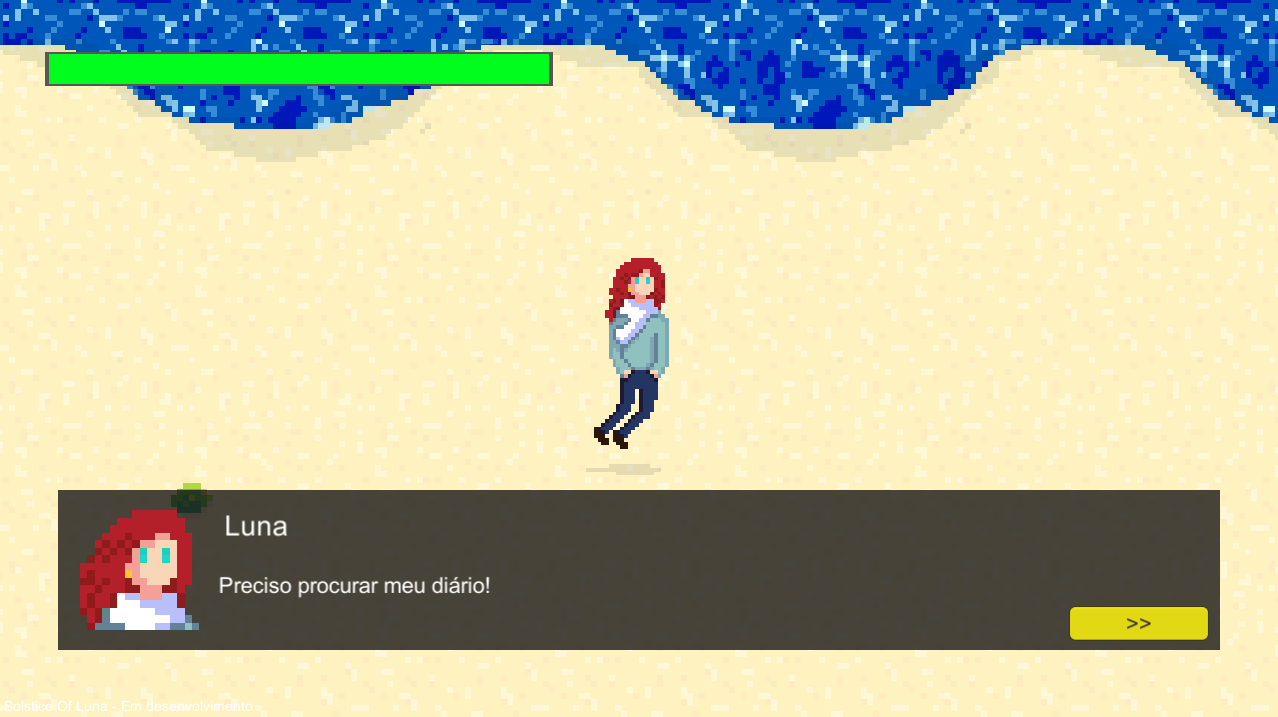 Luna
Preciso procurar meu diário!
>>
Solstice Of Luna - Em desenvolvimento